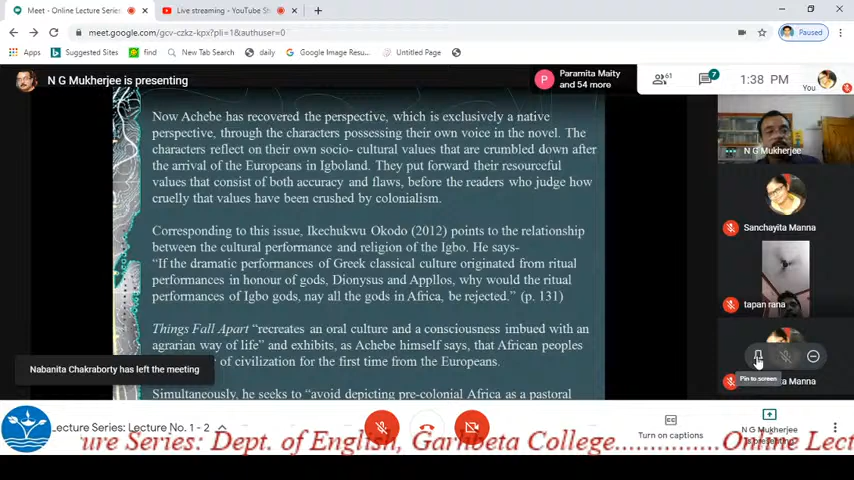 Meet - Online Lecture Series:
Live streaming - YouTube S
meet.google.com/gcv-czkz-kpx?pli=1&authuser=0
Paused
Apps
Suggested Sites
find
New Tab Search
daily
Google Image Resu...
Untitled Page
N G Mukherjee is presenting
P
Paramita Maity
and 54 more
61
7
1:38 PM
You
Now Achebe has recovered the perspective, which is exclusively a native
perspective, through the characters possessing their own voice in the novel. The
characters reflect on their own socio- cultural values that are crumbled down after
the arrival of the Europeans in Igboland. They put forward their resourceful
values that consist of both accuracy and flaws, before the readers who judge how
cruelly that values have been crushed by colonialism.
Corresponding to this issue, Ikechukwu Okodo (2012) points to the relationship
between the cultural performance and religion of the Igbo. He says-
“If the dramatic performances of Greek classical culture originated from ritual
performances in honour of gods, Dionysus and Appllos, why would the ritual
performances of Igbo gods, nay all the gods in Africa, be rejected.” (p. 131)
Things Fall Apart “recreates an oral culture and a consciousness imbued with an
agrarian way of life” and exhibits, as Achebe himself says, that African peoples
of civilization for the first time from the Europeans.
Simultaneously, he seeks to “avoid depicting pre-colonial Africa as a pastoral
N G Mukherjee
Sanchayita Manna
tapan rana
Pin to screen
Manna
Nabanita Chakraborty has left the meeting
Lecture Series: Lecture No. 1 - 2
Turn on captions
N G Mukherjee
is presenting
ure Series: Dept. of English, Garhbeta College..............Online Lect